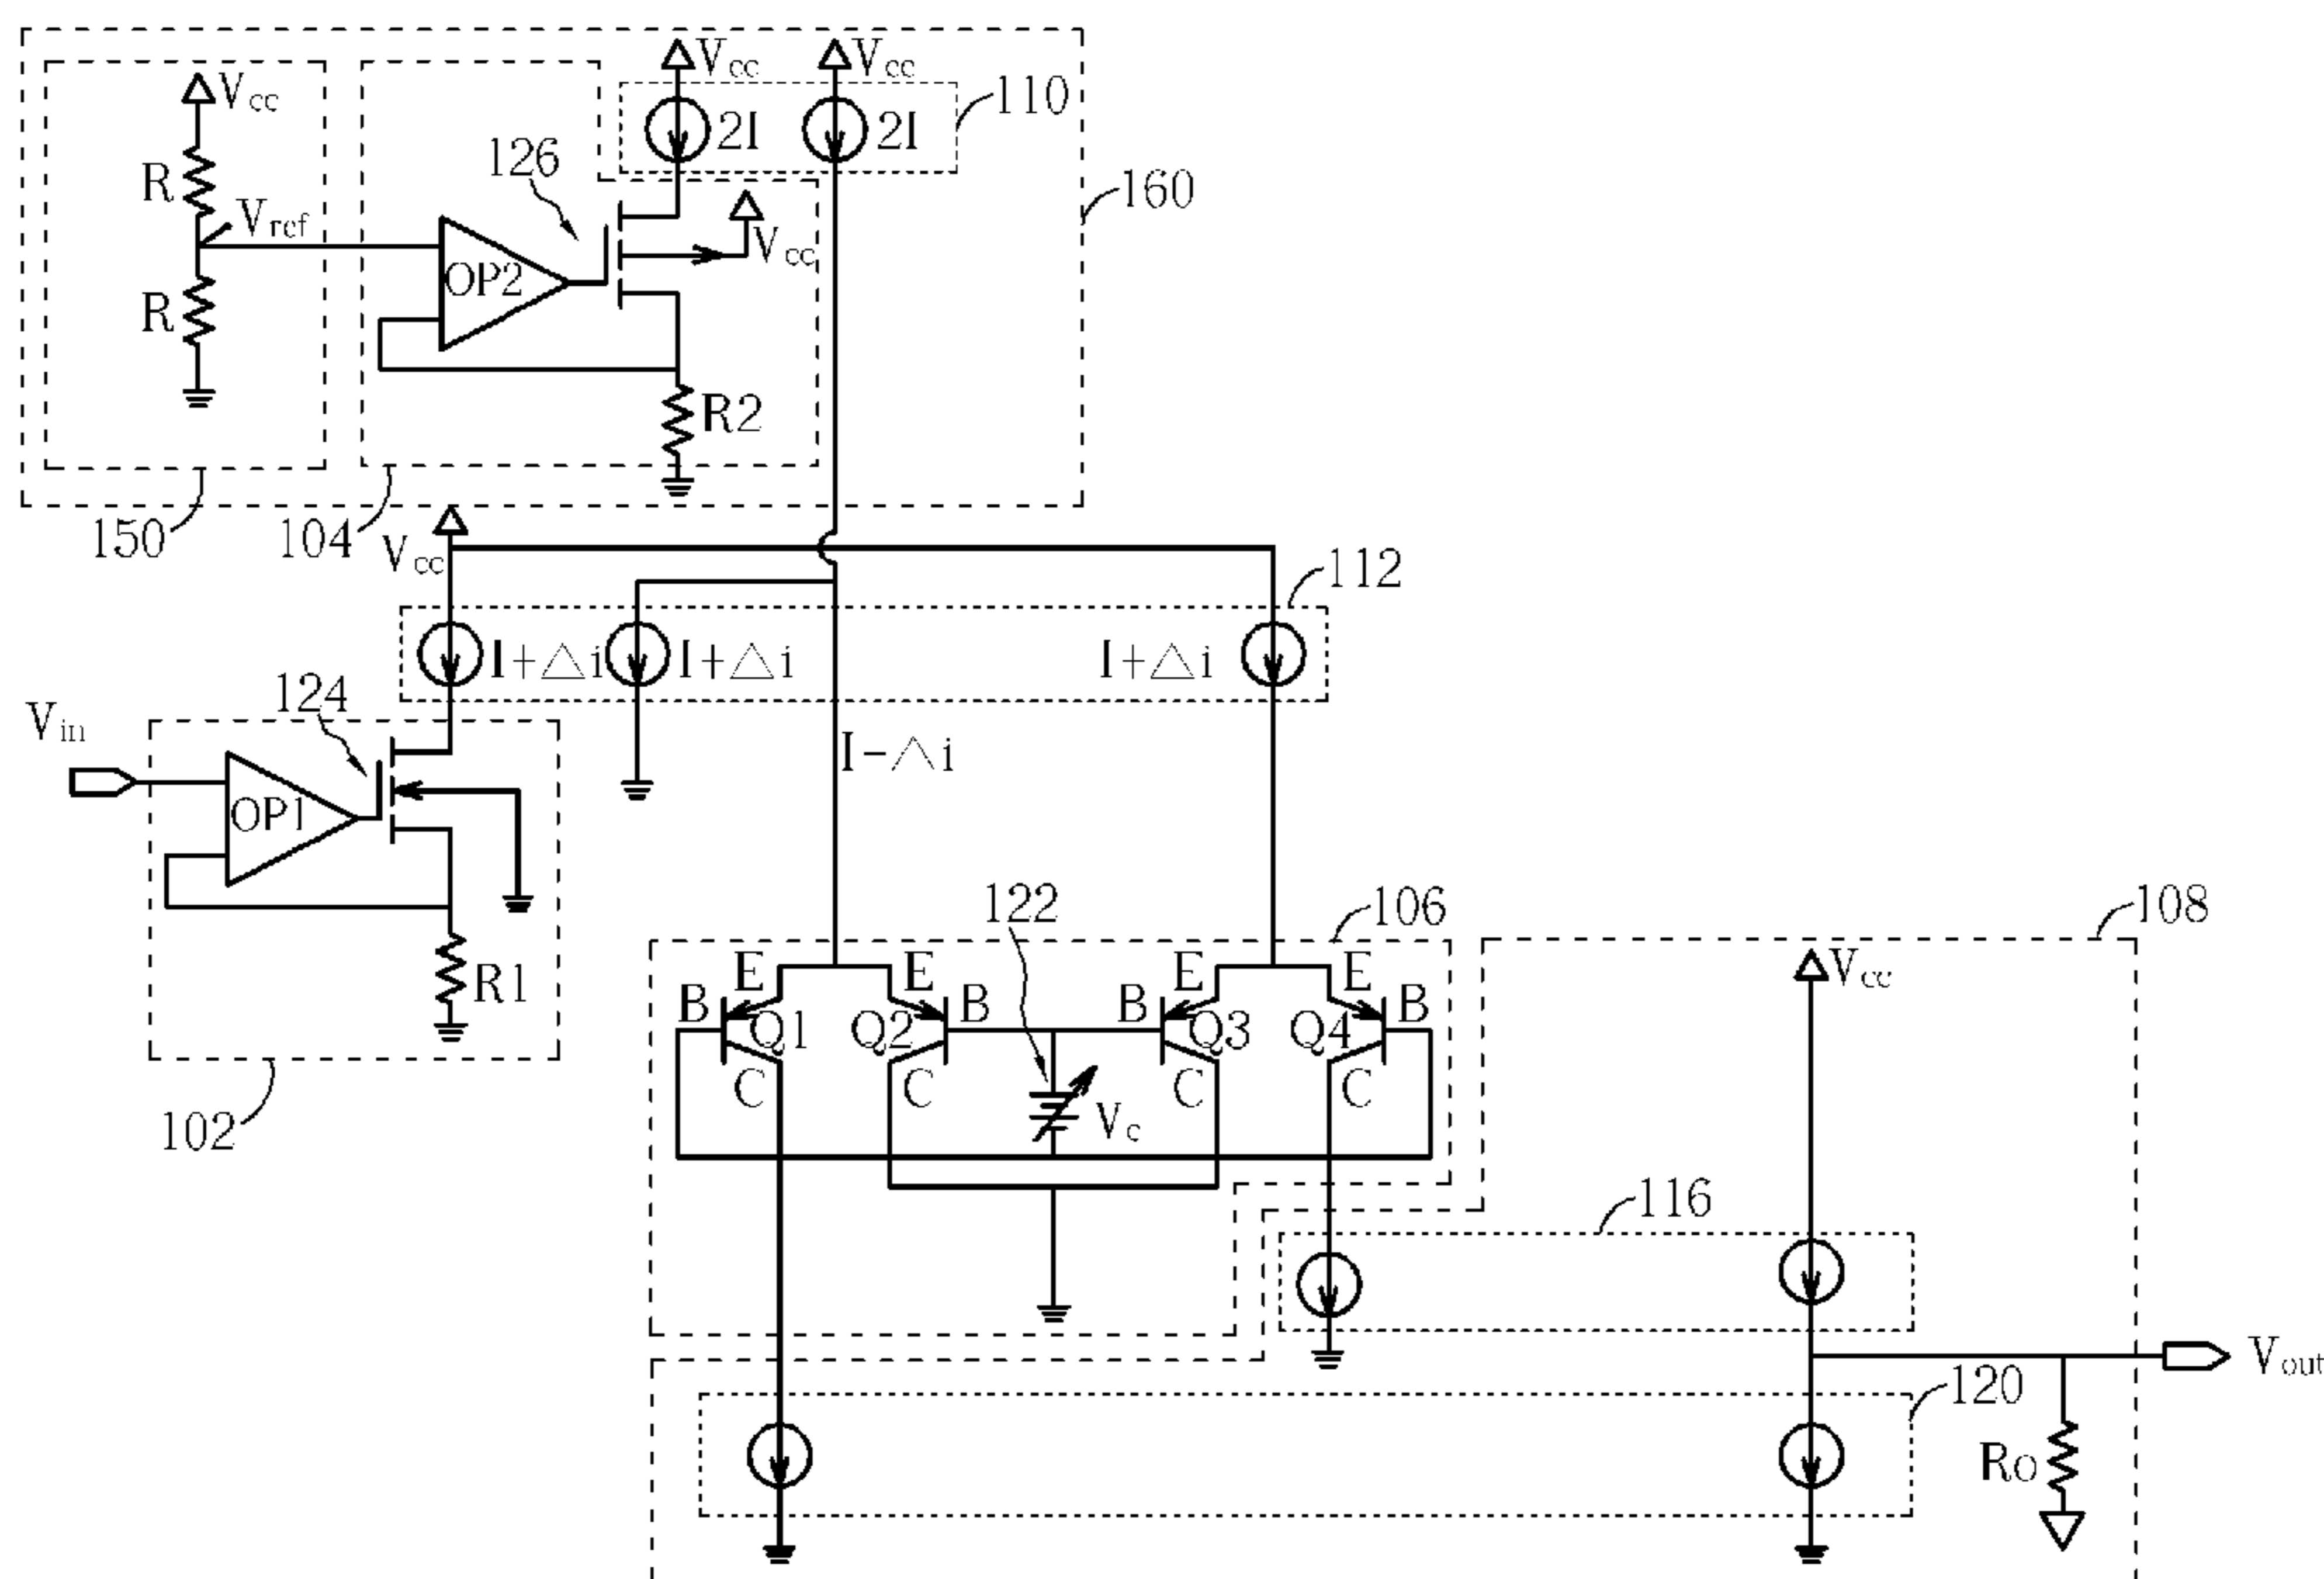 Vcc
Vcc
Vcc
110
2I
2I
126
R
160
Vref
Vcc
OP2
R
R2
150
104
Vcc
112
I+△i
I+△i
I+△i
124
Vin
I-△i
OP1
122
106
108
E
E
E
E
Vcc
B
B
B
B
R1
Q1
Q2
Q3
Q4
C
C
C
C
Vc
102
116
Vout
120
Ro